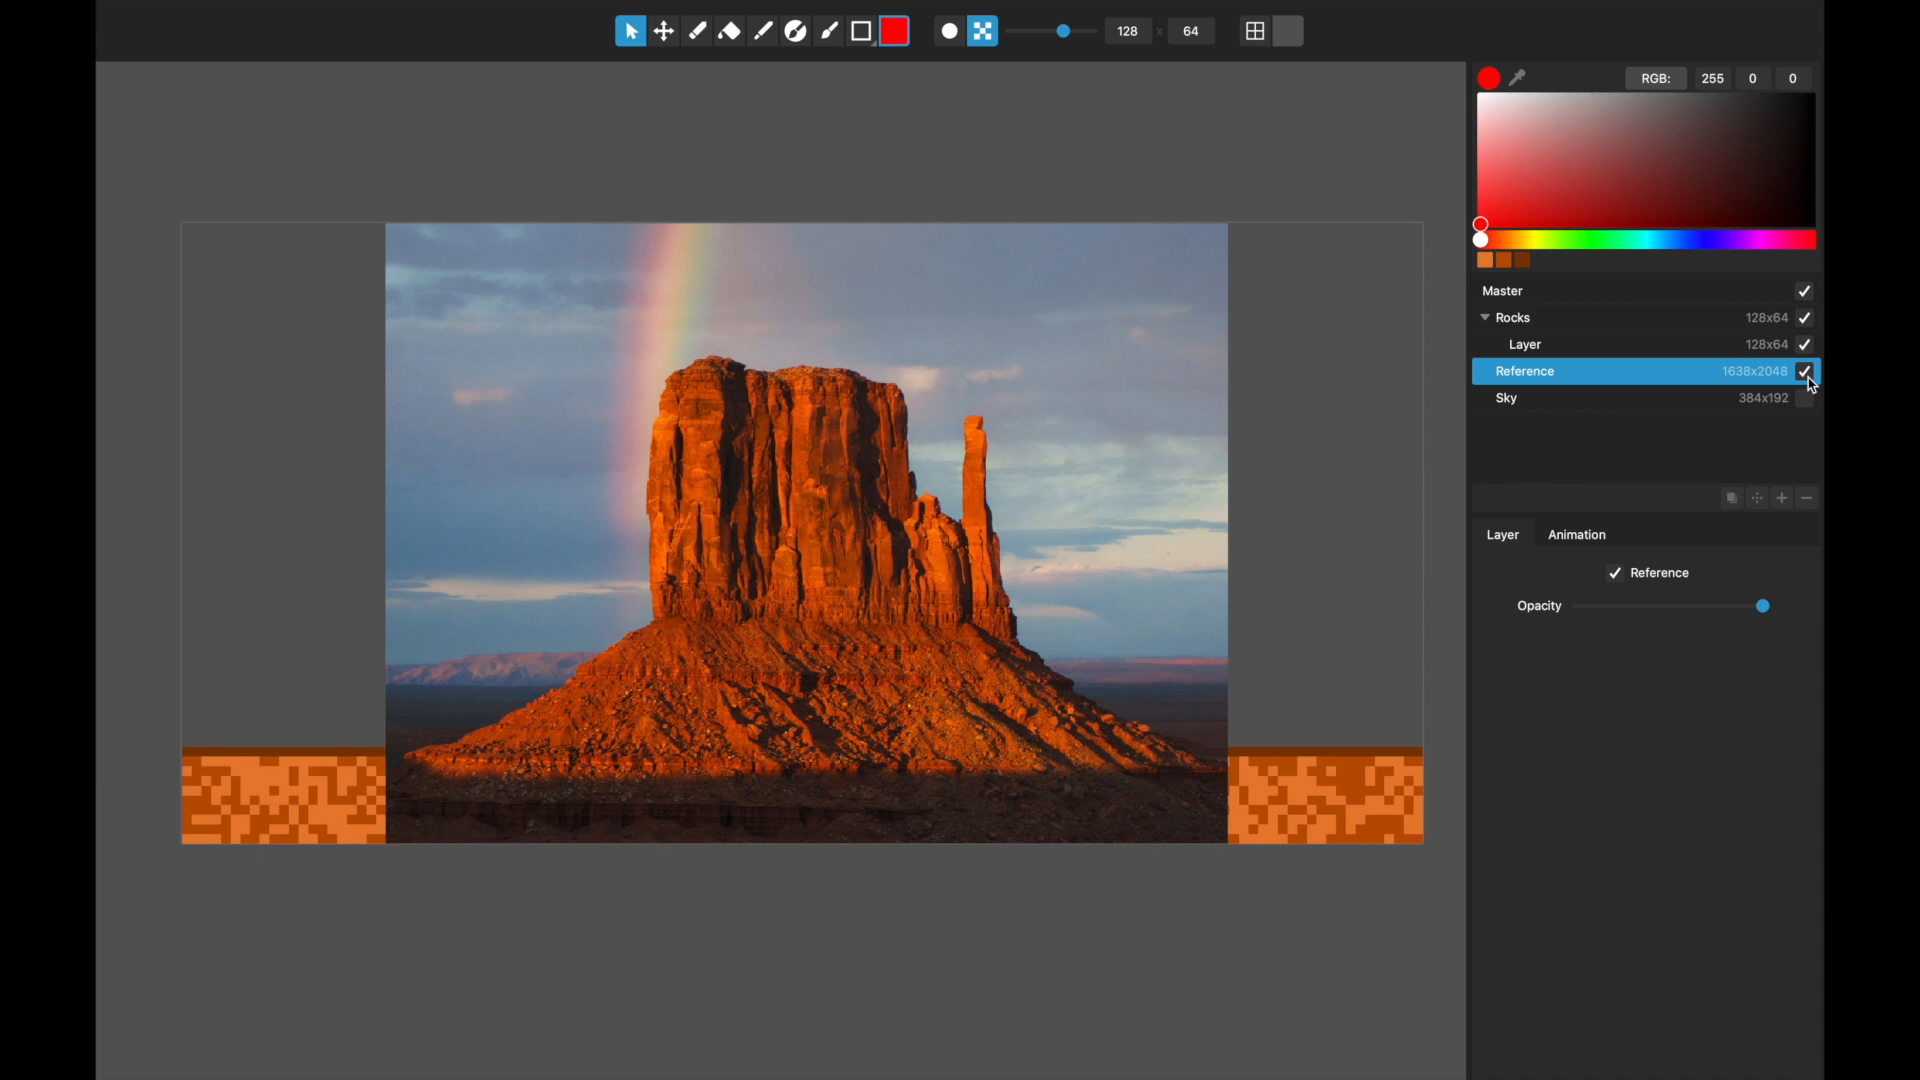 128 x 64
RGB: 255 0 0
Master
Rocks 128x64
Layer 128x64
Reference 1638x2048
Sky 384x192
Layer Animation
Reference
Opacity